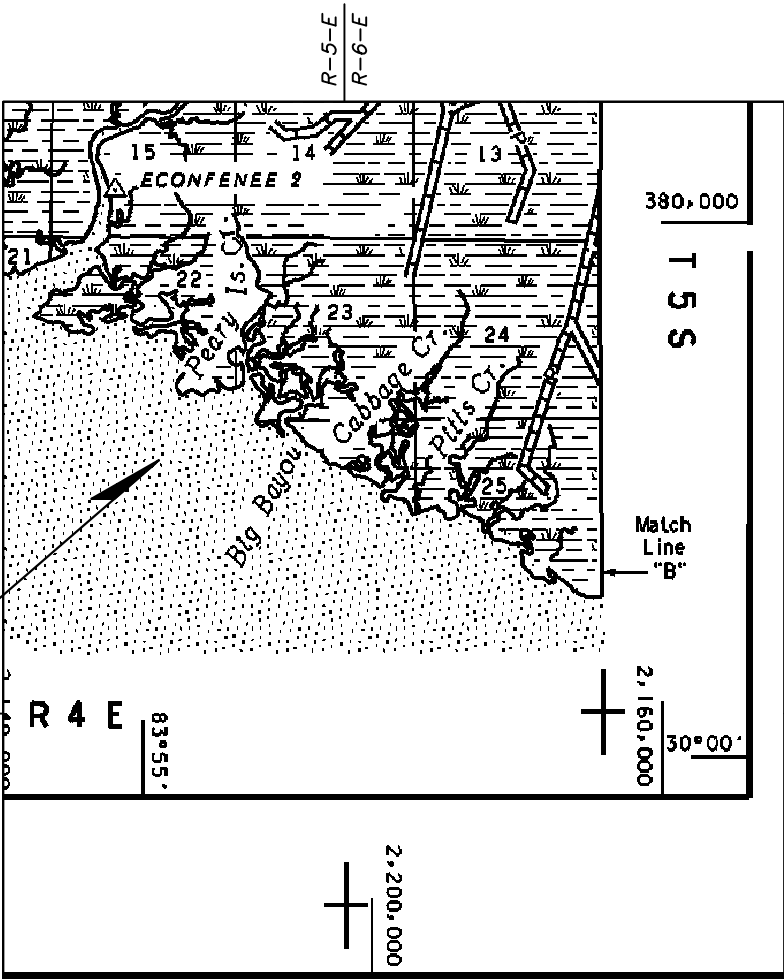 R-5-E
R-6-E
15
14
13
ECONFENEE 2
380,000
21
22
Peary Is. Cr.
T 5 S
23
Cabbage Cr.
24
Pitts Cr.
Big Bayou
25
Match
Line
"B"
R 4 E
83°55'
2,160,000
30°00'
2,200,000